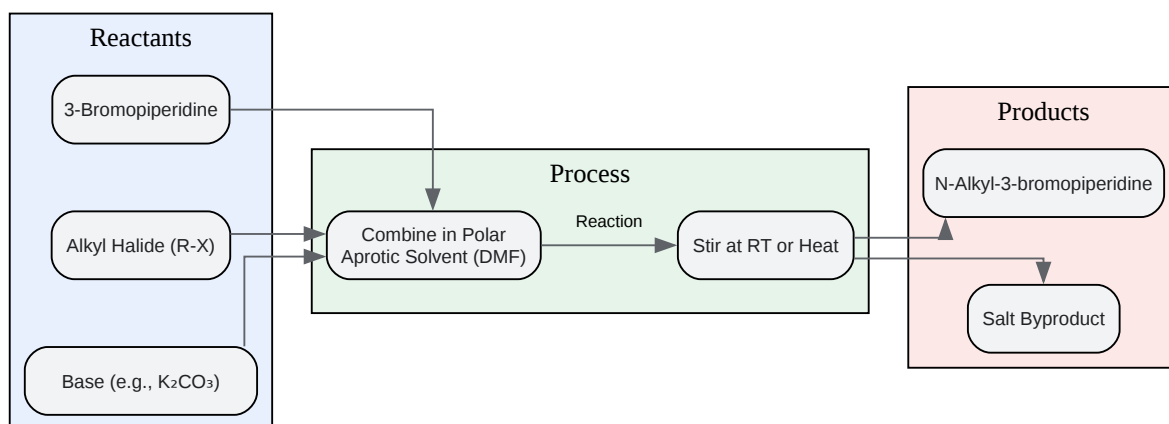 Reactants
3-Bromopiperidine
Alkyl Halide (R-X)
Base (e.g., K₂CO₃)
Process
Combine in Polar
Aprotic Solvent (DMF)
Reaction
Stir at RT or Heat
Products
N-Alkyl-3-bromopiperidine
Salt Byproduct